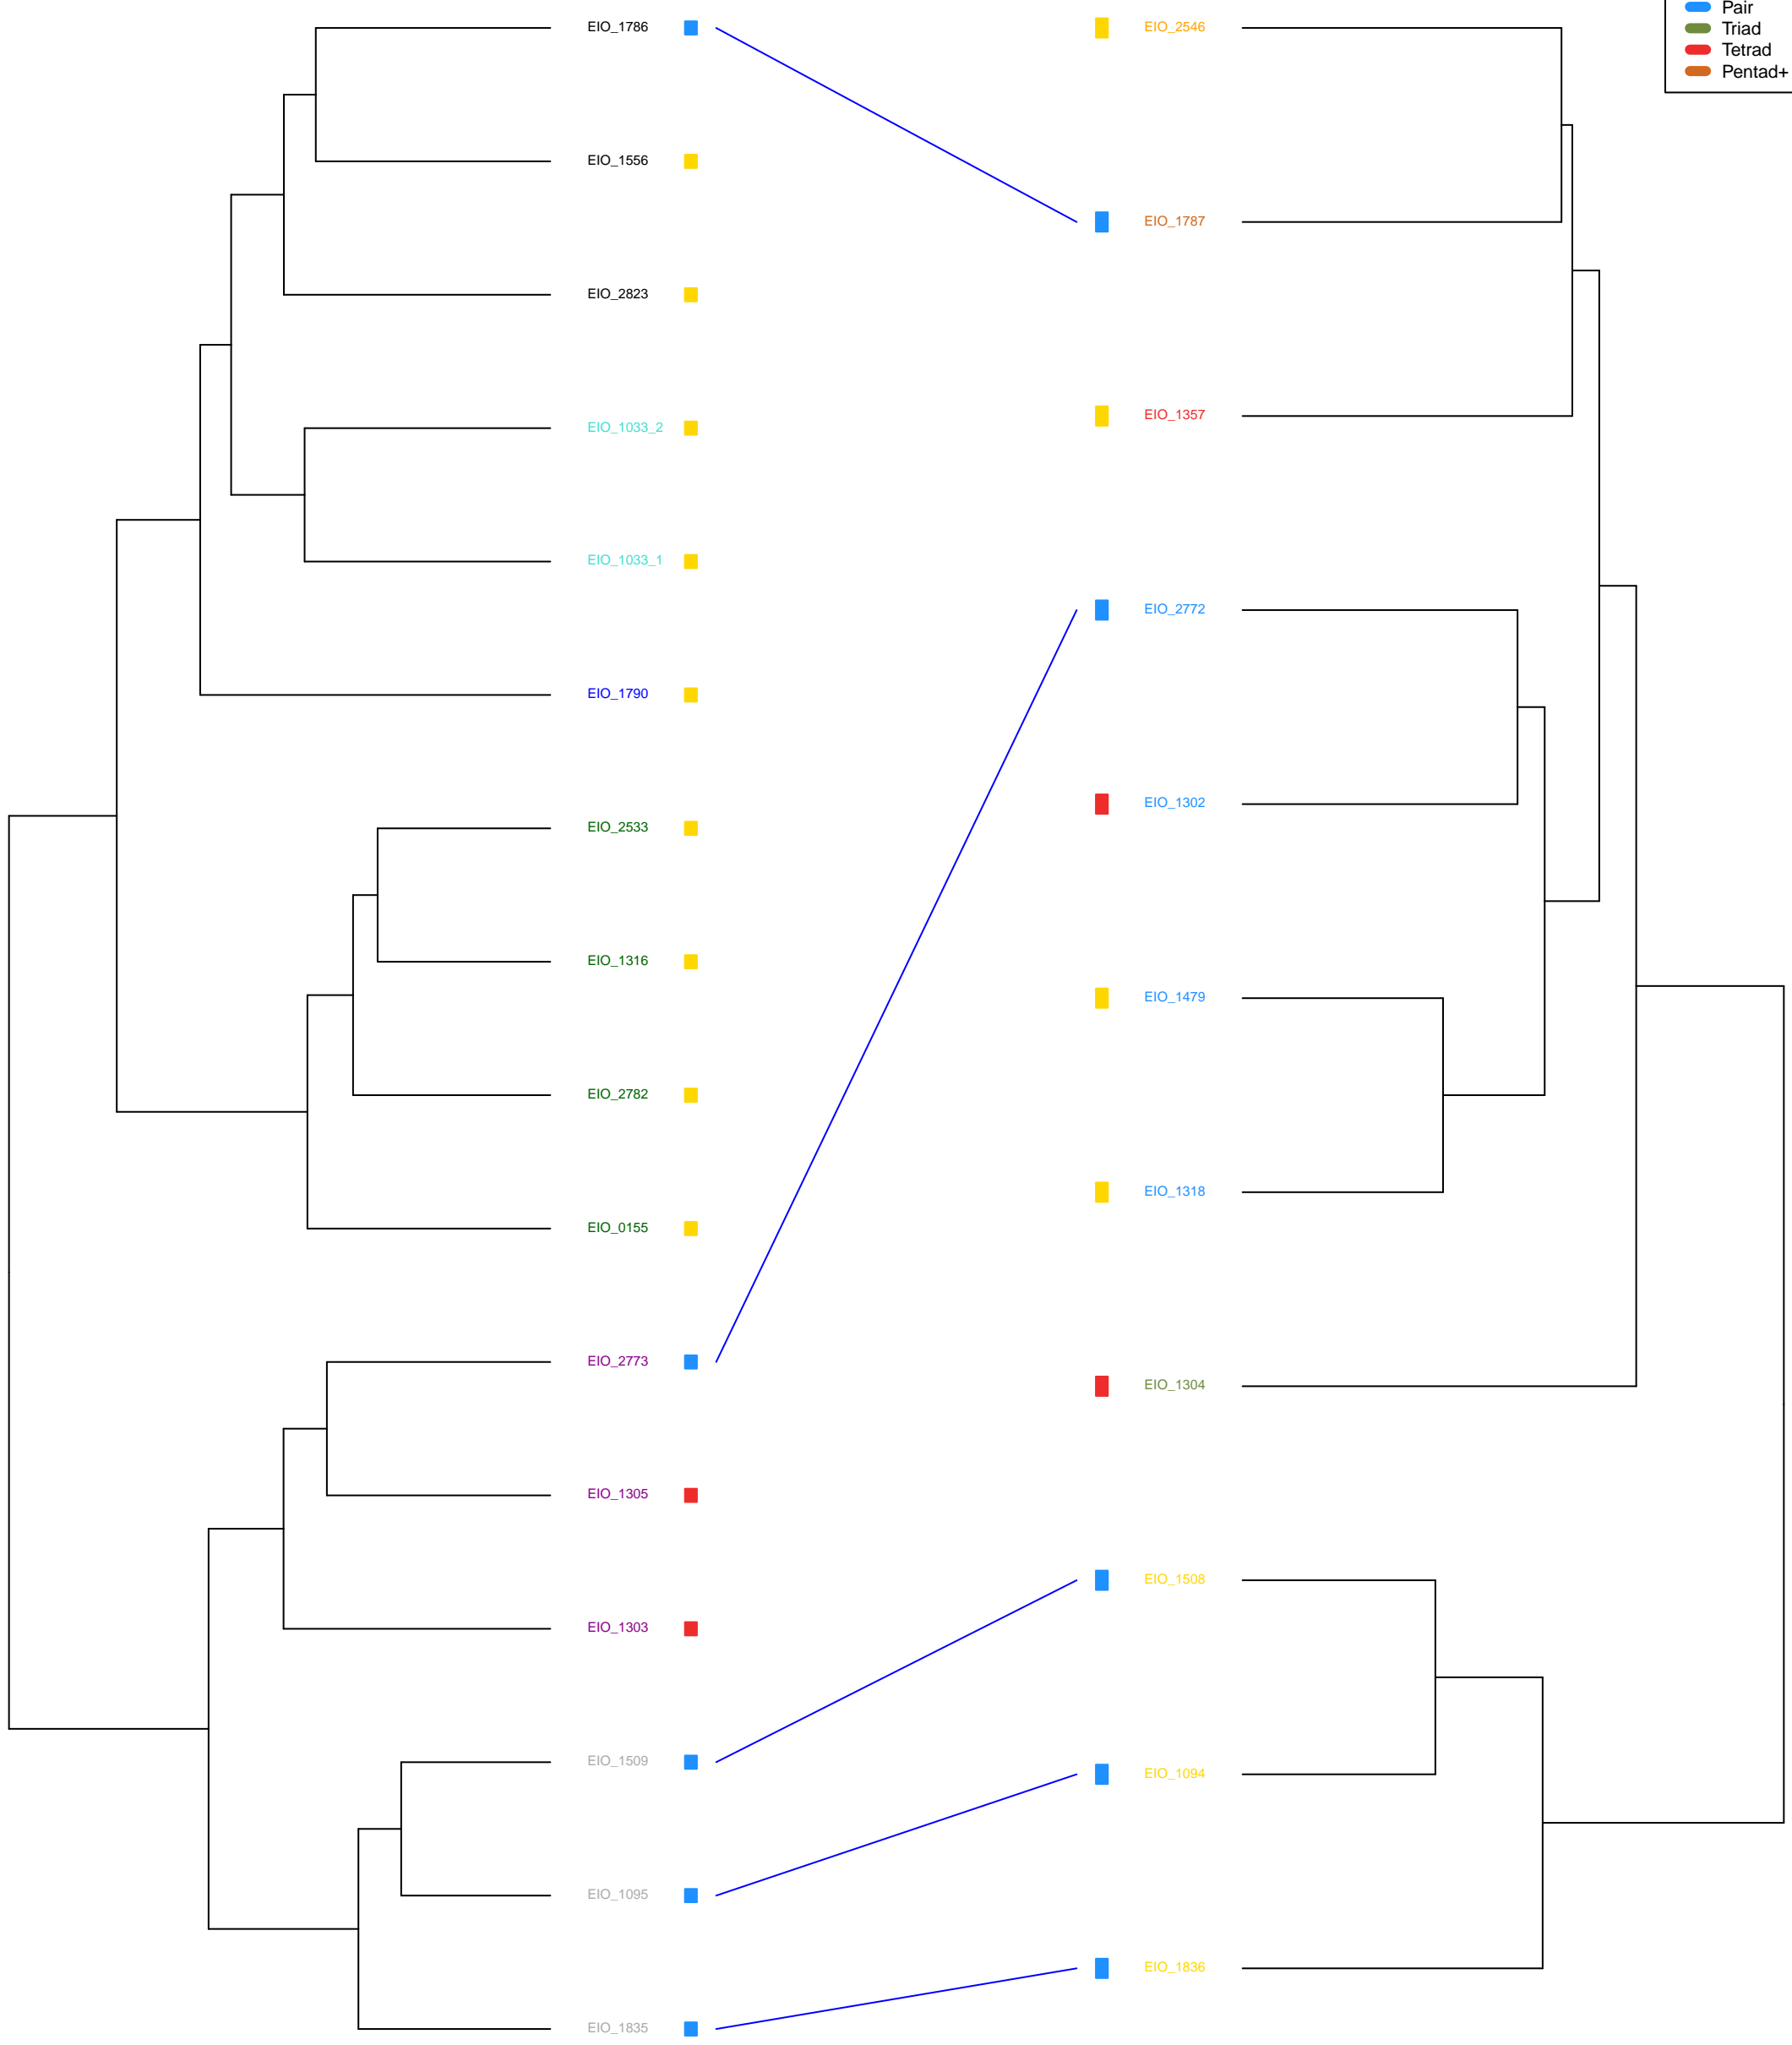 EIO_1786
EIO_1556
EIO_2823
EIO_1033_2
EIO_1033_1
EIO_1790
EIO_2533
EIO_1316
EIO_2782
EIO_0155
EIO_2773
EIO_1305
EIO_1303
EIO_1509
EIO_1095
EIO_1835
EIO_2546
EIO_1787
EIO_1357
EIO_2772
EIO_1302
EIO_1479
EIO_1318
EIO_1304
EIO_1508
EIO_1094
EIO_1836
Pair
Triad
Tetrad
Pentad+